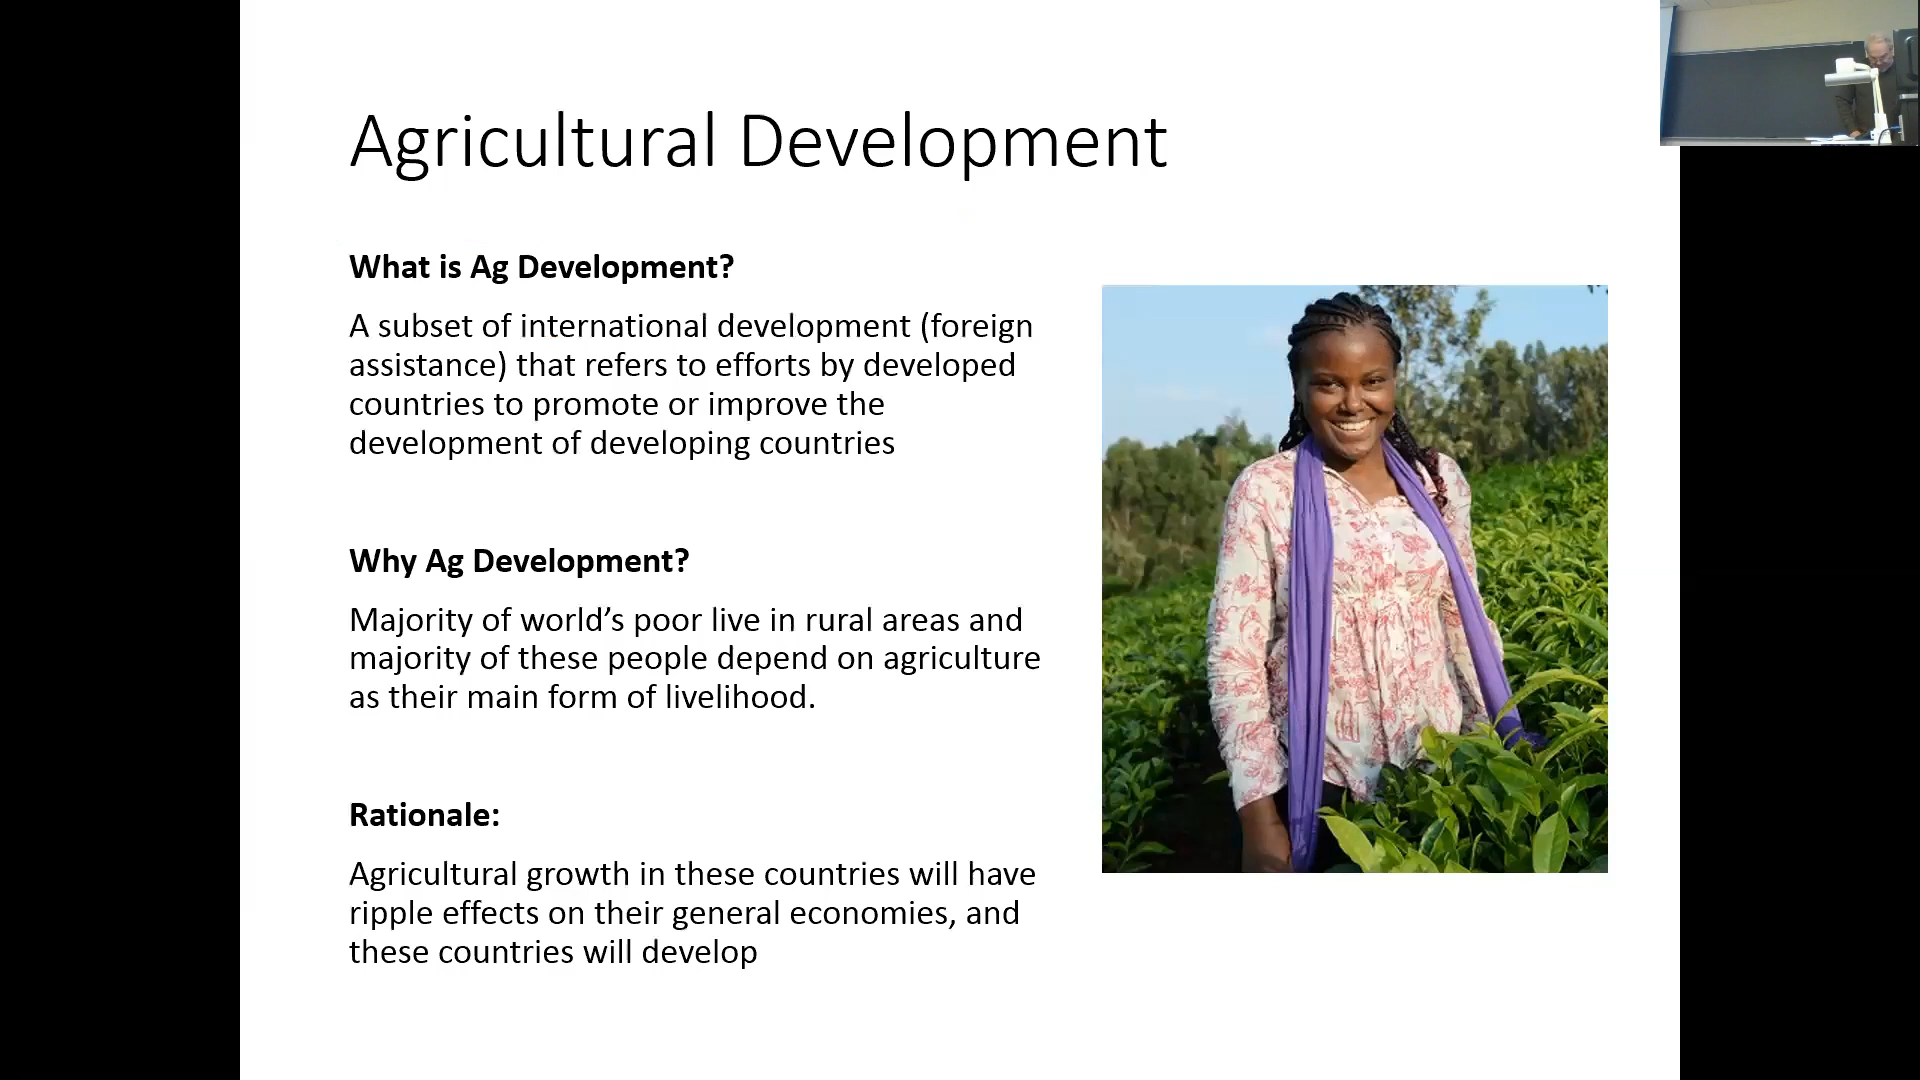 Agricultural Development
What is Ag Development?
A subset of international development (foreign
assistance) that refers to efforts by developed
countries to promote or improve the
development of developing countries
Why Ag Development?
Majority of world’s poor live in rural areas and
majority of these people depend on agriculture
as their main form of livelihood.
Rationale:
Agricultural growth in these countries will have
ripple effects on their general economies, and
these countries will develop